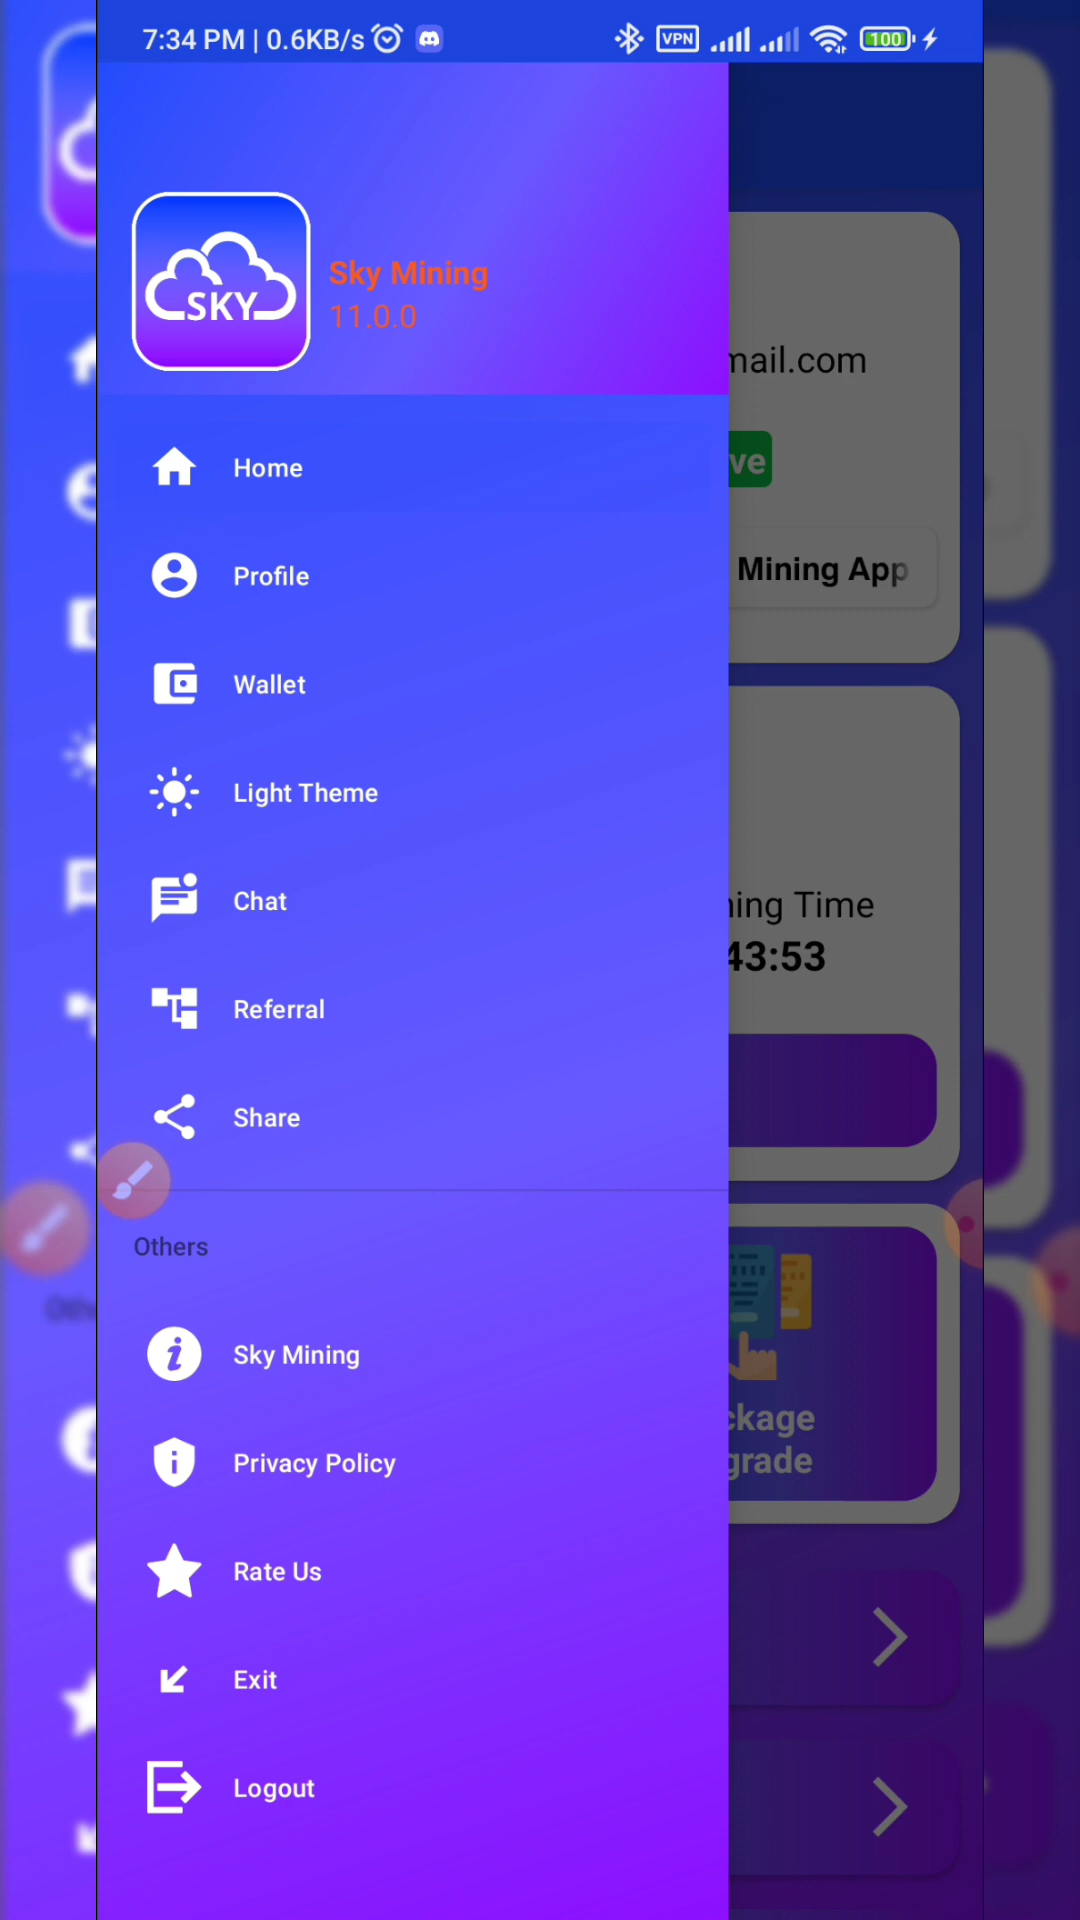 7:34 PM | 0.6KB/s
VPN
100
SKY
Sky Mining
11.0.0
mail.com
ve
Mining App
Home
Profile
Wallet
Light Theme
Chat
ning Time
43:53
Referral
Share
Others
Sky Mining
ckage
grade
Privacy Policy
Rate Us
Exit
Logout